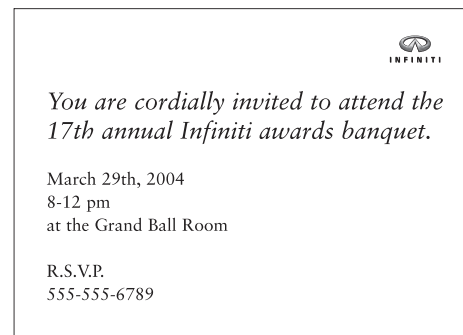 INFINITI
You are cordially invited to attend the
17th annual Infiniti awards banquet.
March 29th, 2004
8-12 pm
at the Grand Ball Room
R.S.V.P.
555-555-6789